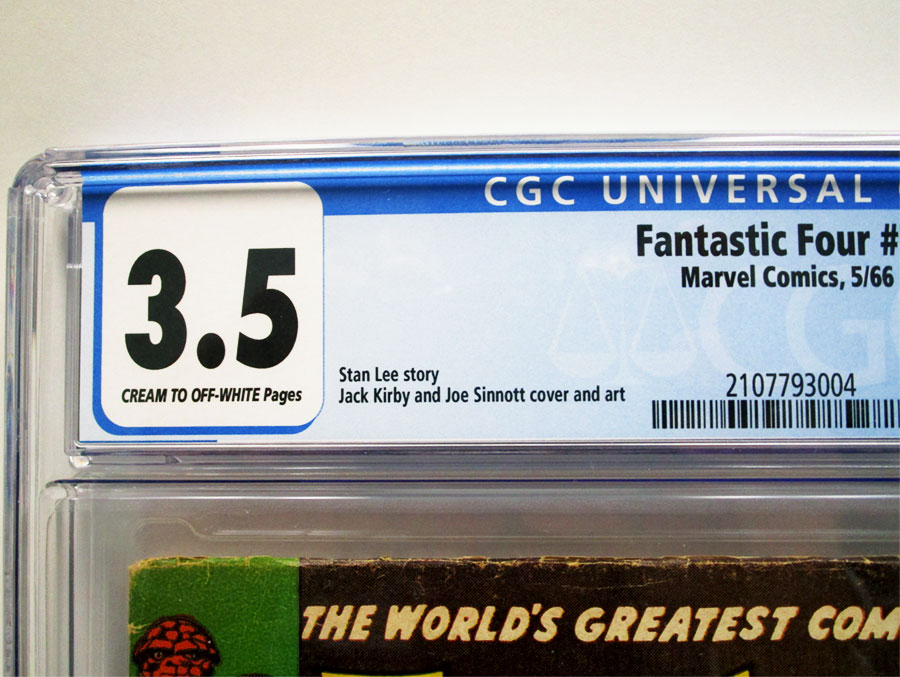 CGC UNIVERSAL
Fantastic Four #
Marvel Comics, 5/66
3.5
CREAM TO OFF-WHITE Pages
Stan Lee story
Jack Kirby and Joe Sinnott cover and art
2107793004
THE WORLD'S GREATEST COM